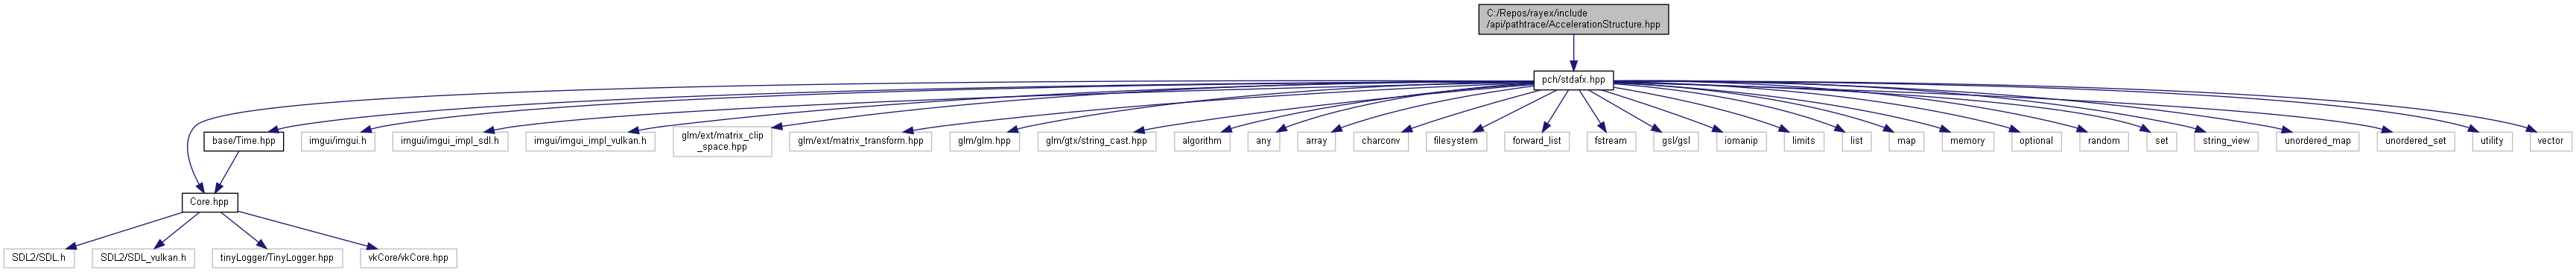 C:/Repos/rayex/include
/api/pathtrace/AccelerationStructure.hpp
pch/stdafx.hpp
base/Time.hpp
imgui/imgui.h
imgui/imgui_impl_sdl.h
imgui/imgui_impl_vulkan.h
glm/ext/matrix_clip
_space.hpp
glm/ext/matrix_transform.hpp
glm/glm.hpp
glm/gtx/string_cast.hpp
algorithm
any
array
charconv
filesystem
forward_list
fstream
gsl/gsl
iomanip
limits
list
map
memory
optional
random
set
string_view
unordered_map
unordered_set
utility
vector
Core.hpp
SDL2/SDL.h
SDL2/SDL_vulkan.h
tinyLogger/TinyLogger.hpp
vkCore/vkCore.hpp